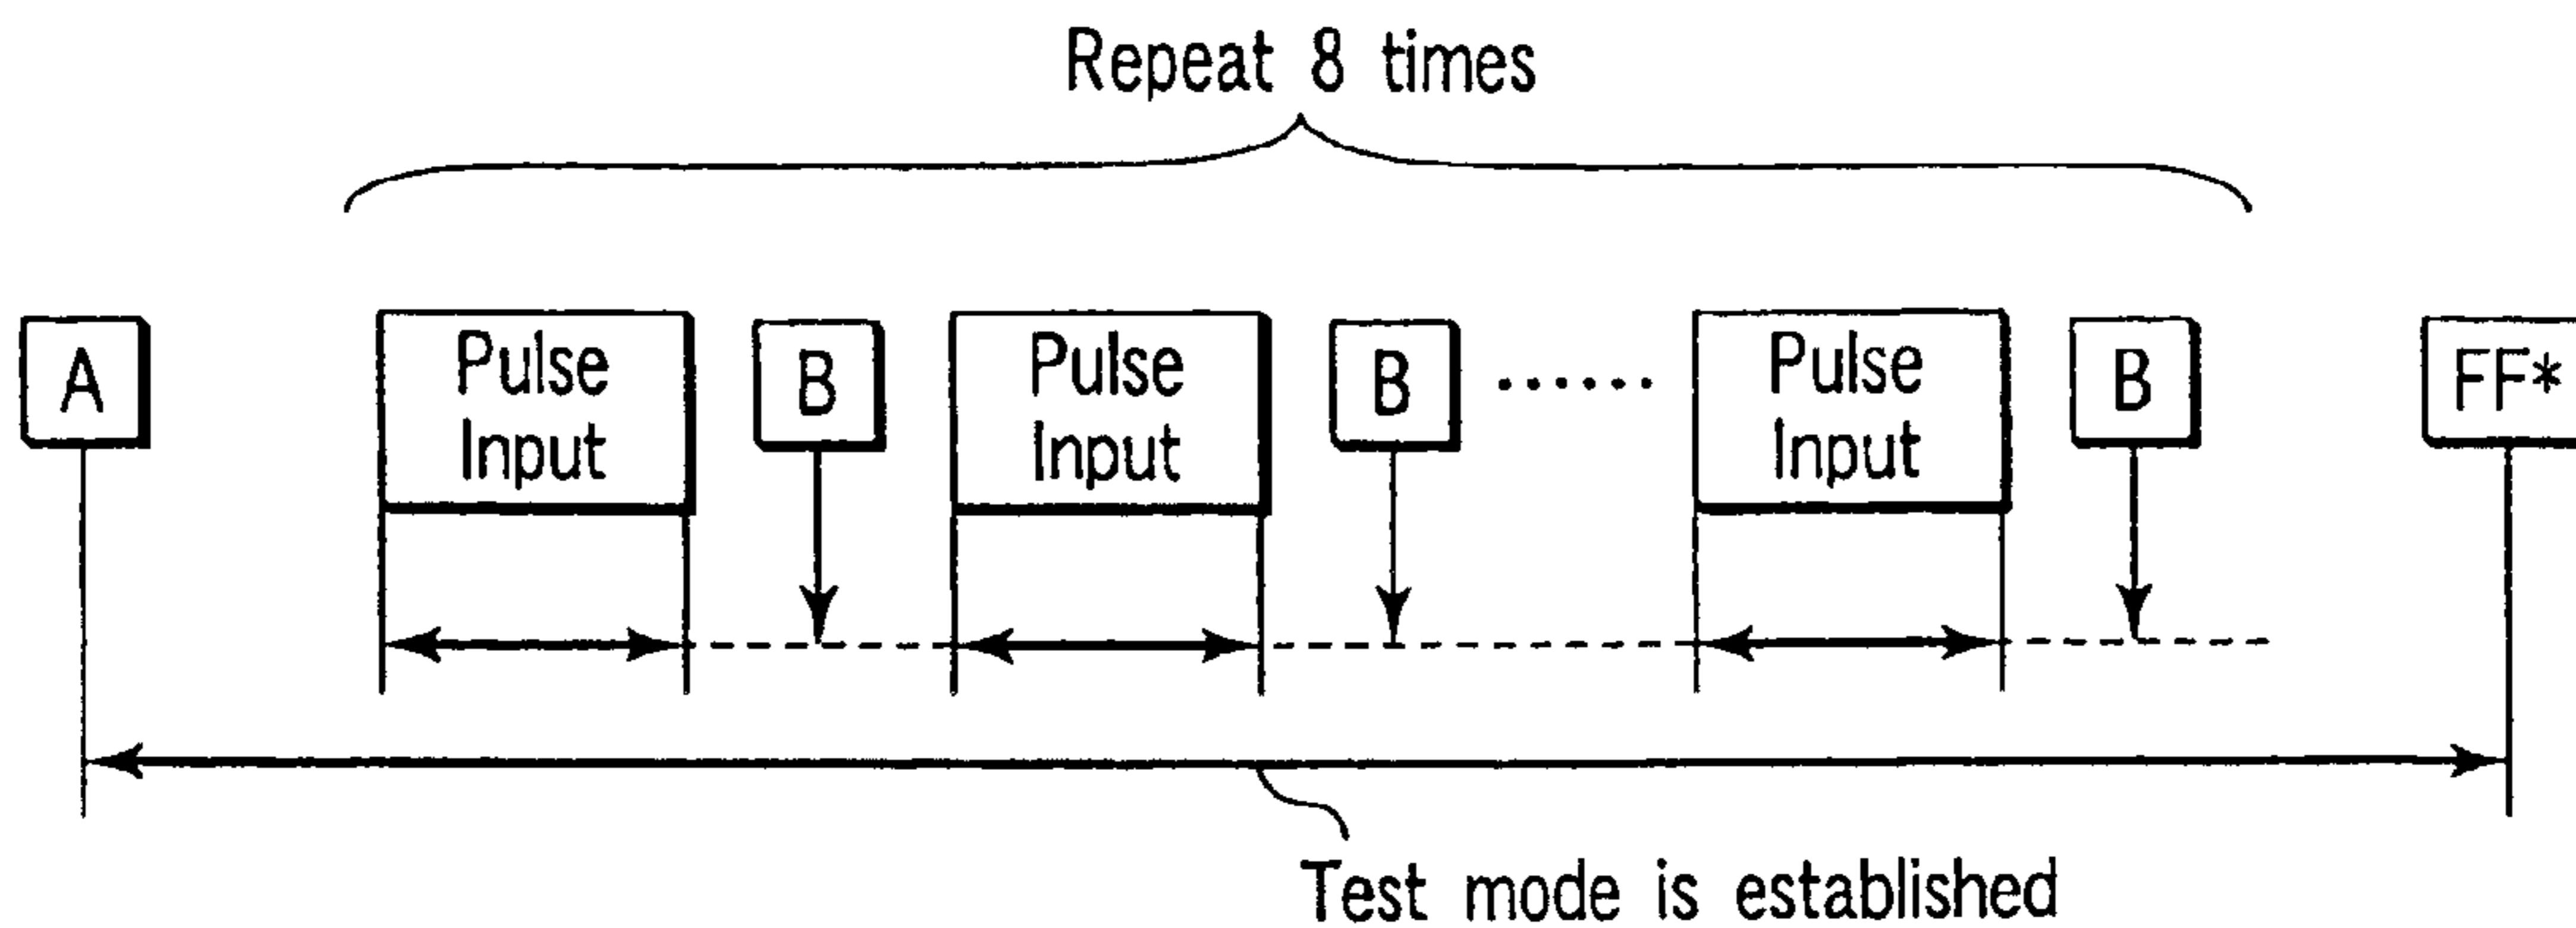 Repeat 8 times
A
Pulse
Input
B
Pulse
Input
B
......
Pulse
Input
B
FF*
Test mode is established